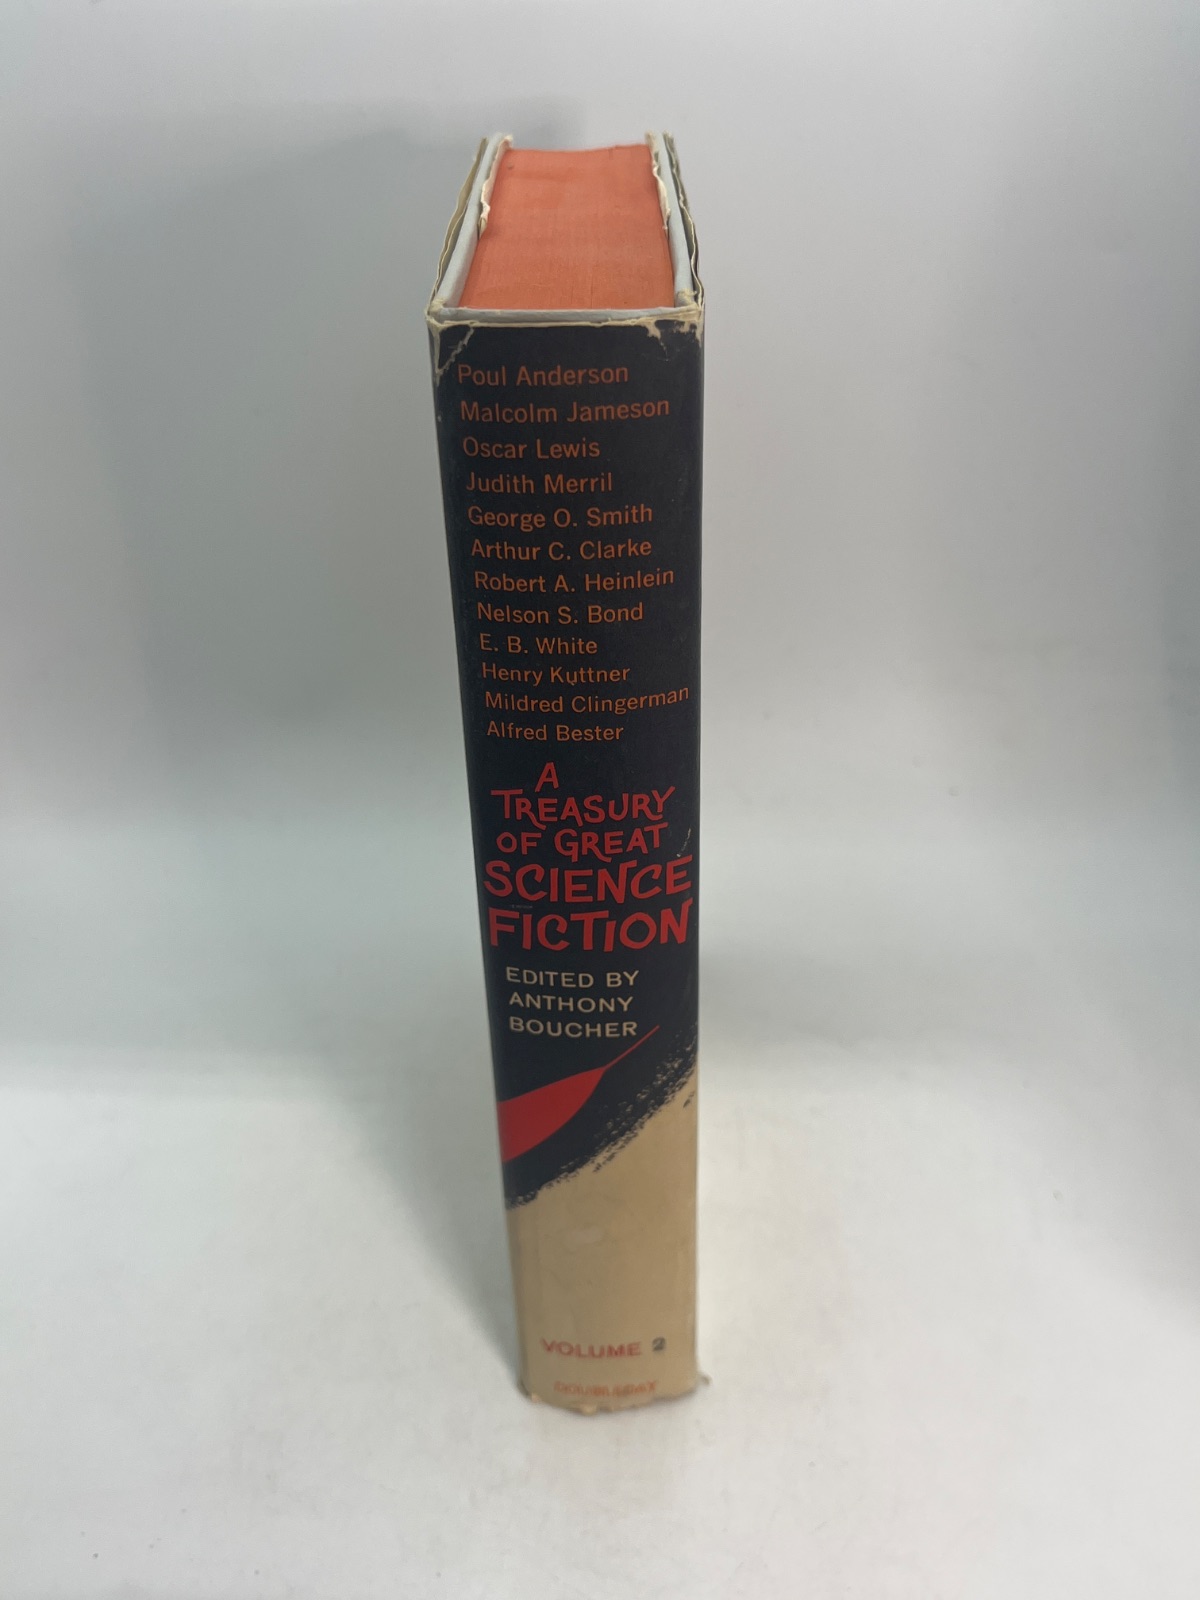 Poul Anderson
Malcolm Jameson
Oscar Lewis
Judith Merril
George O. Smith
Arthur C. Clarke
Robert A. Heinlein
Nelson S. Bond
E. B. White
Henry Kuttner
Mildred Clingerman
Alfred Bester
A
TREASURY
OF GREAT
SCIENCE
FICTION
EDITED BY
ANTHONY
BOUCHER
VOLUME 2
DOUBLEDAY